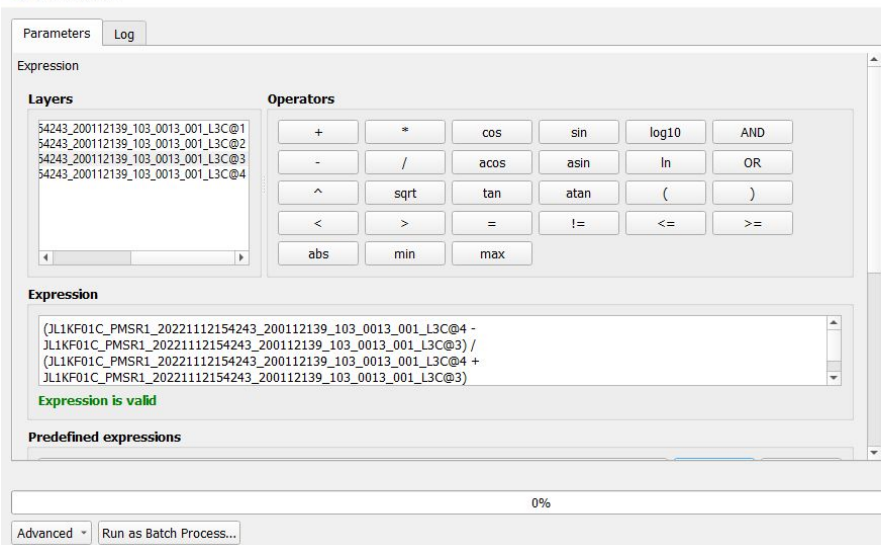 Parameters Log
Expression
Layers
54243_200112139_103_0013_001_L3C@1
54243_200112139_103_0013_001_L3C@2
54243_200112139_103_0013_001_L3C@3
54243_200112139_103_0013_001_L3C@4
Operators
+ * cos sin log10 AND
- / acos asin ln OR
^ sqrt tan atan ( )
< > = != <= >=
abs min max
Expression
(JL1KF01C_PMSR1_20221112154243_200112139_103_0013_001_L3C@4 -
JL1KF01C_PMSR1_20221112154243_200112139_103_0013_001_L3C@3) /
(JL1KF01C_PMSR1_20221112154243_200112139_103_0013_001_L3C@4 +
JL1KF01C_PMSR1_20221112154243_200112139_103_0013_001_L3C@3)
Expression is valid
Predefined expressions
0%
Advanced Run as Batch Process...